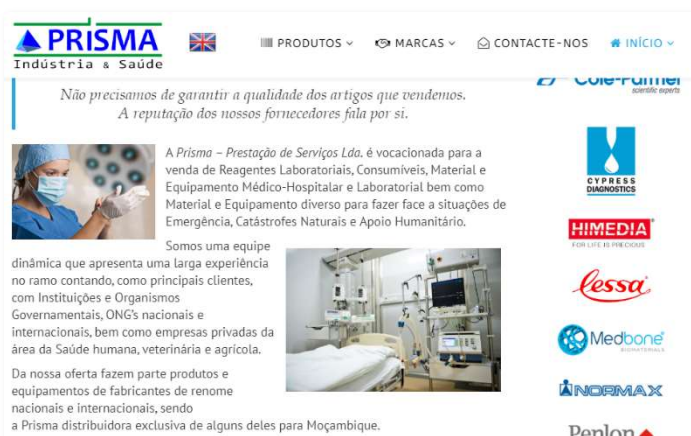 PRISMA
Indústria & Saúde
PRODUTOS
MARCAS
CONTACTE-NOS
INÍCIO
Não precisamos de garantir a qualidade dos artigos que vendemos.
A reputação dos nossos fornecedores fala por si.
A Prisma – Prestação de Serviços Lda. é vocacionada para a
venda de Reagentes Laboratoriais, Consumíveis, Material e
Equipamento Médico-Hospitalar e Laboratorial bem como
Material e Equipamento diverso para fazer face a situações de
Emergência, Catástrofes Naturais e Apoio Humanitário.
Somos uma equipe
dinâmica que apresenta uma larga experiência
no ramo contando, como principais clientes,
com Instituições e Organismos
Governamentais, ONG's nacionais e
internacionais, bem como empresas privadas da
área da Saúde humana, veterinária e agrícola.
Da nossa oferta fazem parte produtos e
equipamentos de fabricantes de renome
nacionais e internacionais, sendo
a Prisma distribuidora exclusiva de alguns deles para Moçambique.
Cole-Parmer
scientific experts
CYPRESS
DIAGNOSTICS
HIMEDIA
FOR LIFE IS PRECIOUS
lessa
Medbone
BIOMATERIALS
NORMAX
Penlon